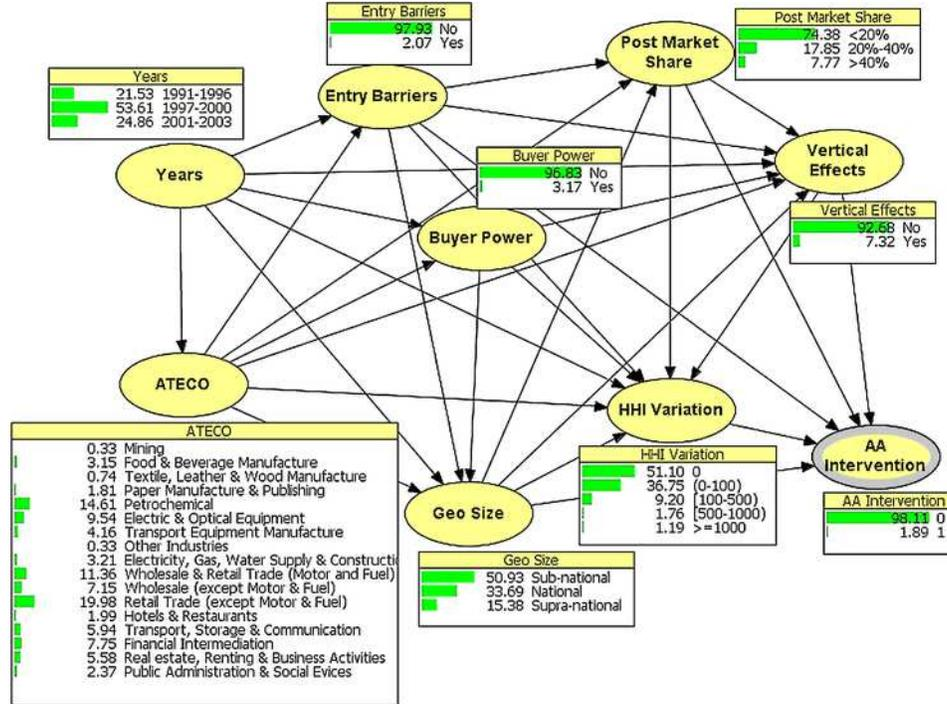 Entry Barriers
97.93 No
2.07 Yes
Post Market Share
74.38 <20%
17.85 20%-40%
7.77 >40%
Years
21.53 1991-1996
53.61 1997-2000
24.86 2001-2003
Entry Barriers
Post Market
Share
Vertical
Effects
Years
Buyer Power
96.83 No
3.17 Yes
Buyer Power
Vertical Effects
92.68 No
7.32 Yes
ATECO
HHI Variation
AA
Intervention
Geo Size
ATECO
0.33 Mining
3.15 Food & Beverage Manufacture
0.74 Textile, Leather & Wood Manufacture
1.81 Paper Manufacture & Publishing
14.61 Petrochemical
9.54 Electric & Optical Equipment
4.16 Transport Equipment Manufacture
0.33 Other Industries
3.21 Electricity, Gas, Water Supply & Constructi
11.36 Wholesale & Retail Trade (Motor and Fuel)
7.15 Wholesale (except Motor & Fuel)
19.98 Retail Trade (except Motor & Fuel)
1.99 Hotels & Restaurants
5.94 Transport, Storage & Communication
7.75 Financial Intermediation
5.58 Real estate, Renting & Business Activities
2.37 Public Administration & Social Evices
HHI Variation
51.10 0
36.75 (0-100)
9.20 [100-500)
1.76 [500-1000)
1.19 >=1000
AA Intervention
98.11 0
1.89 1
Geo Size
50.93 Sub-national
33.69 National
15.38 Supra-national